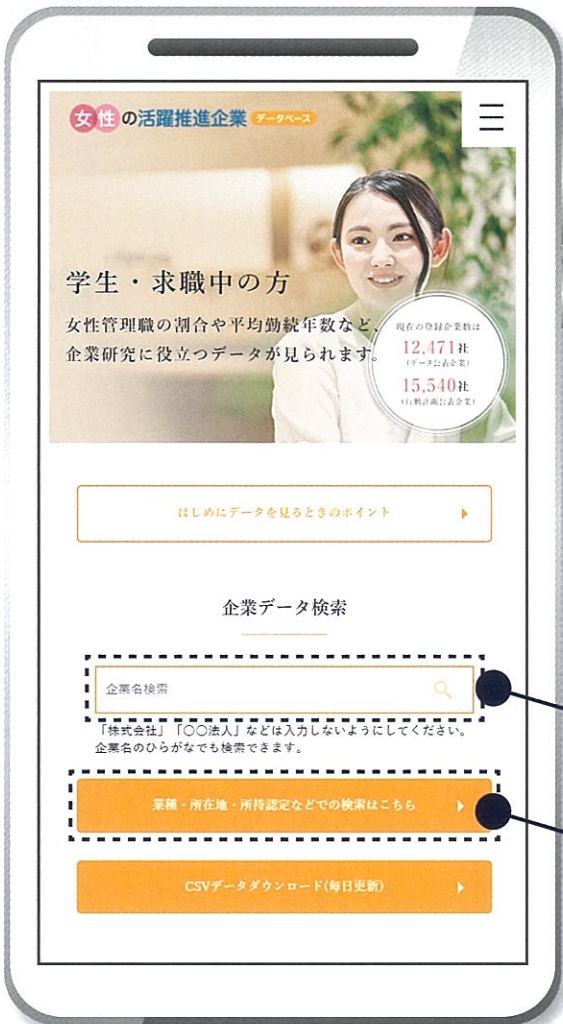 女性の活躍推進企業 データベース
学生・求職中の方
女性管理職の割合や平均勤続年数など、
企業研究に役立つデータが見られます。
現在の登録企業数は
12,471社
(データ公表企業)
15,540社
(行動計画公表企業)
はじめにデータを見るときのポイント
企業データ検索
企業名検索
「株式会社」「〇〇法人」などは入力しないようにしてください。
企業名のひらがなでも検索できます。
業種・所在地・所持認定などでの検索はこちら
CSVデータダウンロード(毎日更新)